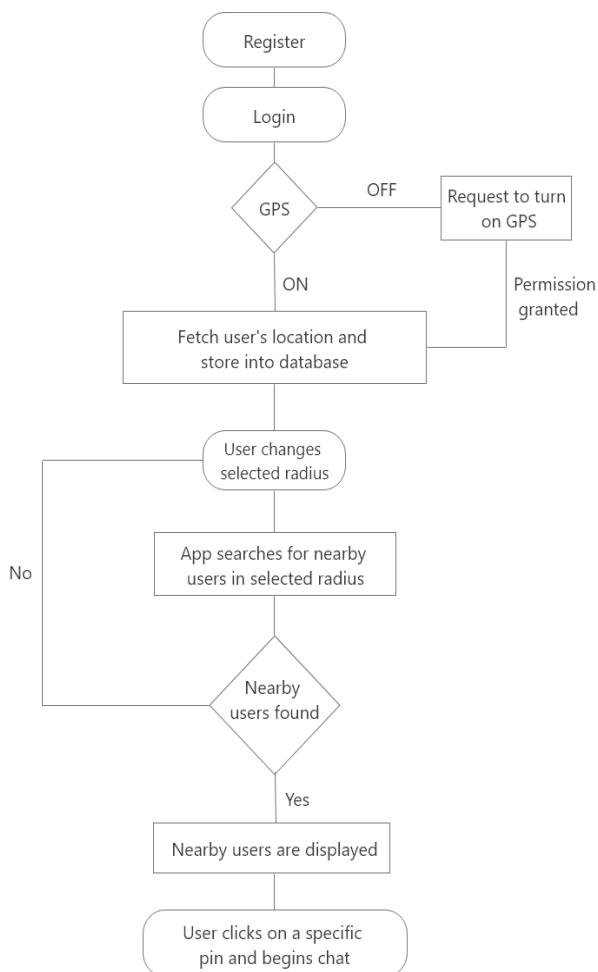 Register
Login
GPS
OFF
Request to turn
on GPS
ON
Permission
granted
Fetch user's location and
store into database
User changes
selected radius
App searches for nearby
users in selected radius
No
Nearby
users found
Yes
Nearby users are displayed
User clicks on a specific
pin and begins chat